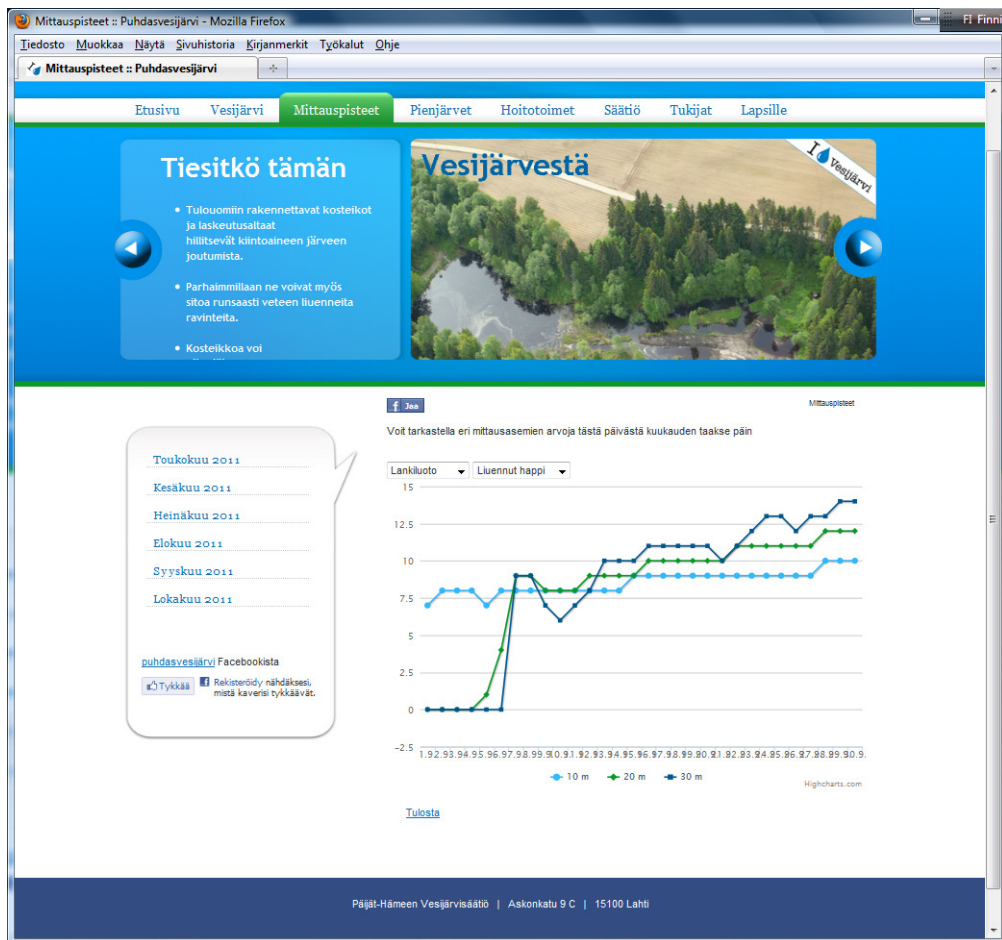 Mittauspisteet :: Puhdasvesijärvi - Mozilla Firefox
FI Finni
Tiedosto Muokkaa Näytä Sivuhistoria Kirjanmerkit Työkalut Ohje
Mittauspisteet :: Puhdasvesijärvi
Etusivu Vesijärvi Mittauspisteet Pienjärvet Hoitotoimet Säätiö Tukijat Lapsille
Tiesitkö tämän Vesijärvestä
I Vesijärvi
• Tulouomiin rakennettavat kosteikot
ja laskeutusaltaat
hillitsevät kiintoaineen järveen
joutumista.
• Parhaimmillaan ne voivat myös
sitoa runsaasti veteen liuenneita
ravinteita.
• Kosteikkoa voi
Jaa
Mittauspisteet
Voit tarkastella eri mittausasemien arvoja tästä päivästä kuukauden taakse päin
Toukokuu 2011
Kesäkuu 2011
Heinäkuu 2011
Elokuu 2011
Syyskuu 2011
Lokakuu 2011
puhdasvesijärvi Facebookista
Tykkää
Rekisteröidy nähdäksesi,
mistä kaverisi tykkäävät.
Lankiluoto Liuennut happi
15
12.5
10
7.5
5
2.5
0
-2.5
10 m 20 m 30 m
Highcharts.com
Tulosta
Päijät-Hämeen Vesijärvisäätiö | Askonkatu 9 C | 15100 Lahti